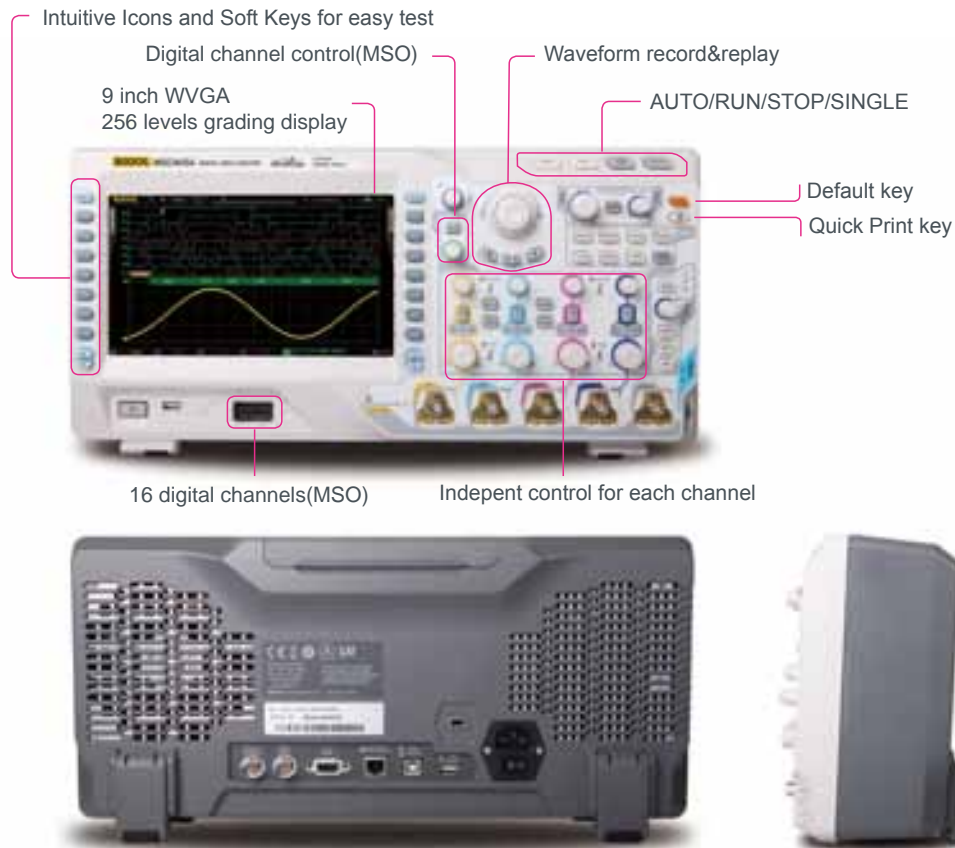 Intuitive Icons and Soft Keys for easy test
Digital channel control(MSO)
Waveform record&replay
9 inch WVGA
256 levels grading display
AUTO/RUN/STOP/SINGLE
Default key
Quick Print key
RIGOL
16 digital channels(MSO)
Indepent control for each channel